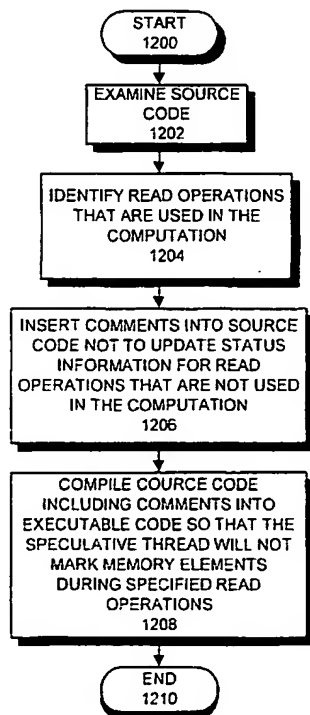 START
1200
EXAMINE SOURCE
CODE
1202
IDENTIFY READ OPERATIONS
THAT ARE USED IN THE
COMPUTATION
1204
INSERT COMMENTS INTO SOURCE
CODE NOT TO UPDATE STATUS
INFORMATION FOR READ
OPERATIONS THAT ARE NOT USED
IN THE COMPUTATION
1206
COMPILE COURCE CODE
INCLUDING COMMENTS INTO
EXECUTABLE CODE SO THAT THE
SPECULATIVE THREAD WILL NOT
MARK MEMORY ELEMENTS
DURING SPECIFIED READ
OPERATIONS
1208
END
1210